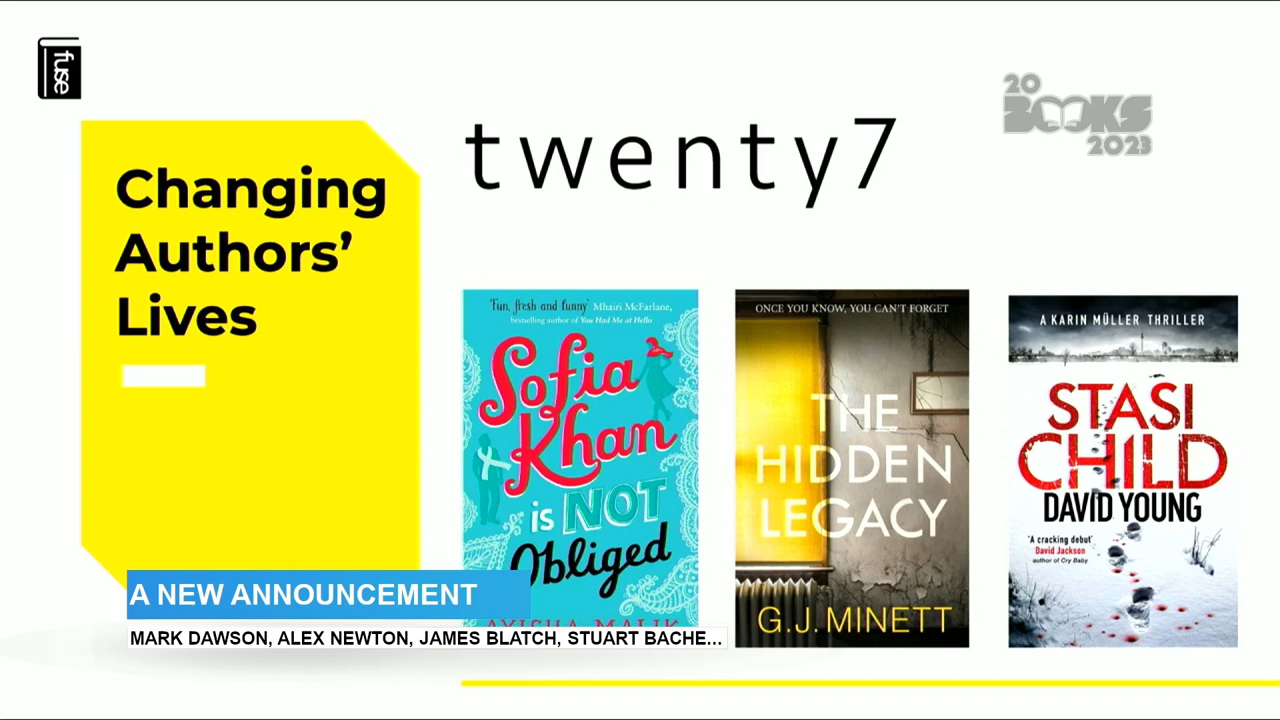 fuse
20
BOOKS
2023
twenty7
Changing
Authors’
Lives
'Fun, fresh and funny' Mhairi McFarlane,
bestselling author of You Had Me at Hello
Sofia
Khan
is NOT
Obliged
AYISHA MALIK
ONCE YOU KNOW, YOU CAN'T FORGET
THE
HIDDEN
LEGACY
G.J. MINETT
A KARIN MÜLLER THRILLER
STASI
CHILD
DAVID YOUNG
'A cracking debut'
David Jackson
author of Cry Baby
A NEW ANNOUNCEMENT
MARK DAWSON, ALEX NEWTON, JAMES BLATCH, STUART BACHE...